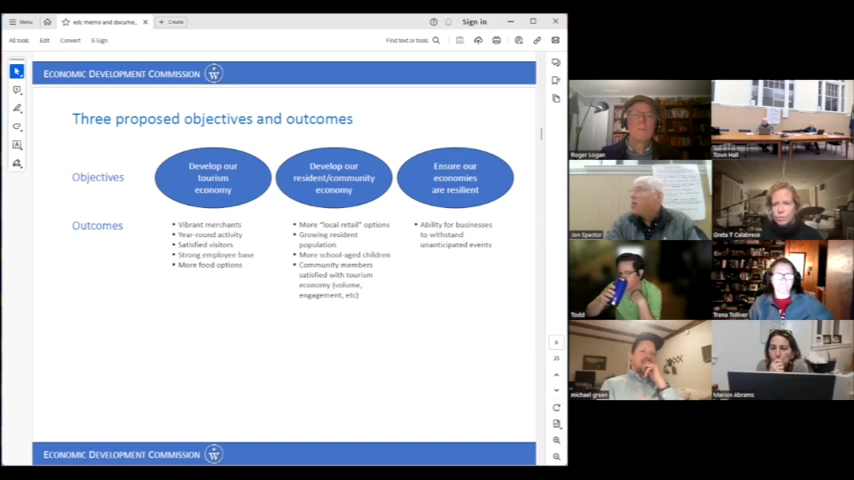 Menu
edc memo and docume...
Create
Sign in
All tools
Edit
Convert
E-Sign
Find text or tools
ECONOMIC DEVELOPMENT COMMISSION
W
Three proposed objectives and outcomes
Objectives
Develop our
tourism
economy
Develop our
resident/community
economy
Ensure our
economies
are resilient
Outcomes
Vibrant merchants
Year-round activity
Satisfied visitors
Strong employee base
More food options
More "local retail" options
Growing resident
population
More school-aged children
Community members
satisfied with tourism
economy (volume,
engagement, etc)
Ability for businesses
to withstand
unanticipated events
6
ECONOMIC DEVELOPMENT COMMISSION
W
Roger Logan
Town Hall
Jon Spector
Greta T Calabrese
Todd
Trena Tolliver
michael green
Marion Abrams